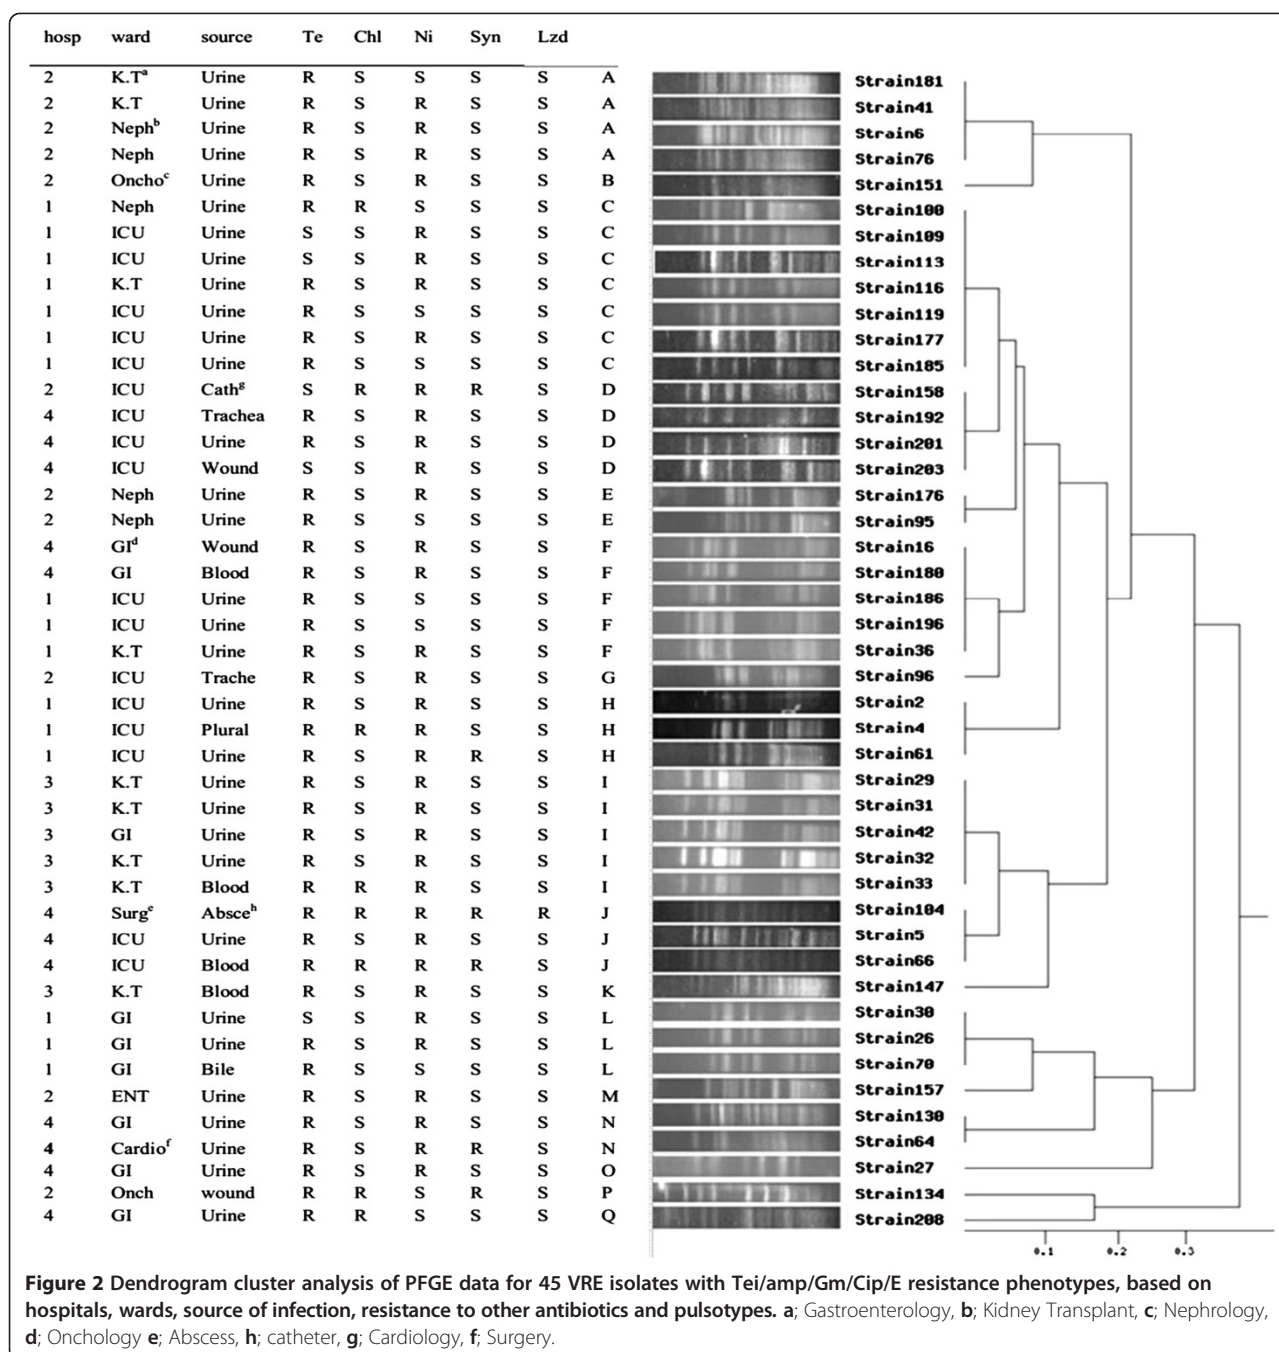 hosp ward source Te Chl Ni Syn Lzd
2 K.Tᵃ Urine R S S S S A Strain181
2 K.T Urine R S R S S A Strain41
2 Nephᵇ Urine R S R S S A Strain6
2 Neph Urine R S R S S A Strain76
2 Onchoᶜ Urine R S R S S B Strain151
1 Neph Urine R R S S S C Strain100
1 ICU Urine S S R S S C Strain109
1 ICU Urine S S R S S C Strain113
1 K.T Urine R S R S S C Strain116
1 ICU Urine R S S S S C Strain119
1 ICU Urine R S R S S C Strain177
1 ICU Urine R S S S S C Strain185
2 ICU Cathᵍ S R R R S D Strain158
4 ICU Trachea R S R S S D Strain192
4 ICU Urine R S R S S D Strain201
4 ICU Wound S S R S S D Strain203
2 Neph Urine R S R S S E Strain176
2 Neph Urine R S S S S E Strain95
4 GIᵈ Wound R S R S S F Strain16
4 GI Blood R S R S S F Strain180
1 ICU Urine R S S S S F Strain186
1 ICU Urine R S S S S F Strain196
1 K.T Urine R S R S S F Strain36
2 ICU Trache R S R S S G Strain96
1 ICU Urine R S R S S H Strain2
1 ICU Plural R R R S S H Strain4
1 ICU Urine R S R R S H Strain61
3 K.T Urine R S R S S I Strain29
3 K.T Urine R S R S S I Strain31
3 GI Urine R S R S S I Strain42
3 K.T Urine R S R S S I Strain32
3 K.T Blood R R R S S I Strain33
4 Surgᵉ Absceʰ R R R R R J Strain104
4 ICU Urine R S R S S J Strain5
4 ICU Blood R R R R S J Strain66
3 K.T Blood R S R S S K Strain147
1 GI Urine S S R S S L Strain30
1 GI Urine R S R S S L Strain26
1 GI Bile R S S S S L Strain70
2 ENT Urine R S R S S M Strain157
4 GI Urine R S R S S N Strain130
4 Cardioᶠ Urine R S R R S N Strain64
4 GI Urine R S R S S O Strain27
2 Onch wound R R S R S P Strain134
4 GI Urine R R S S S Q Strain208
0.1 0.2 0.3
Figure 2 Dendrogram cluster analysis of PFGE data for 45 VRE isolates with Tei/amp/Gm/Cip/E resistance phenotypes, based on
hospitals, wards, source of infection, resistance to other antibiotics and pulsotypes. a; Gastroenterology, b; Kidney Transplant, c; Nephrology,
d; Onchology e; Abscess, h; catheter, g; Cardiology, f; Surgery.